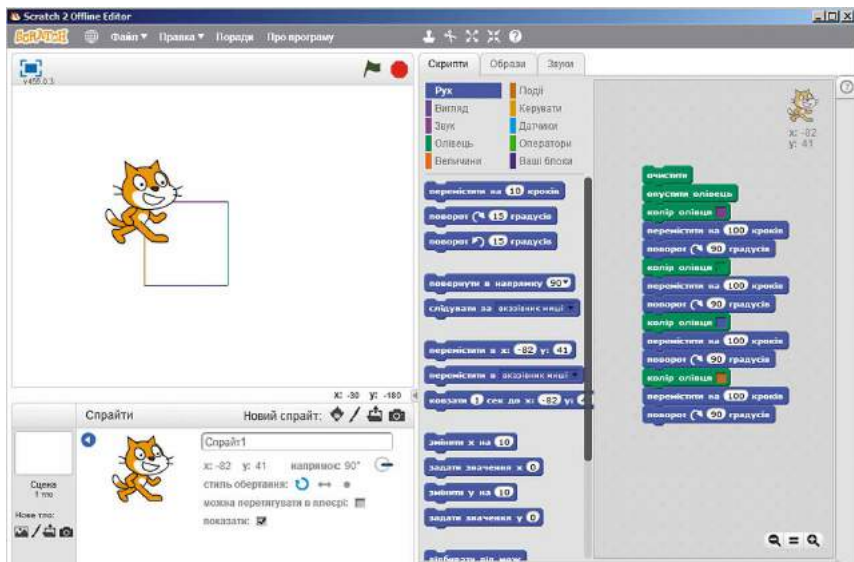 Scratch 2 Offline Editor
SCRATCH Файл Правка Поради Про програму
v455.0.3
Скрипти Образи Звуки
Рух Події
Вигляд Керувати
Звук Датчики
Олівець Оператори
Величини Ваші блоки
x: -82
y: 41
перемістити на 10 кроків
поворот 15 градусів
поворот 15 градусів
повернути в напрямку 90
слідувати за вказівник миші
перемістити в x: -82 y: 41
перемістити в вказівник миші
ковзати 1 сек до x: -82 y: 4
змінити x на 10
задати значення x 0
змінити y на 10
задати значення y 0
очистити
опустити олівець
колір олівця
перемістити на 100 кроків
поворот 90 градусів
колір олівця
перемістити на 100 кроків
поворот 90 градусів
колір олівця
перемістити на 100 кроків
поворот 90 градусів
колір олівця
перемістити на 100 кроків
поворот 90 градусів
x: -30 y: -180
Спрайти Новий спрайт:
Спрайт1
x: -82 y: 41 напрямок: 90°
стиль обертання:
можна перетягувати в плеєрі:
показати:
Сцена
1 тло
Нове тло: